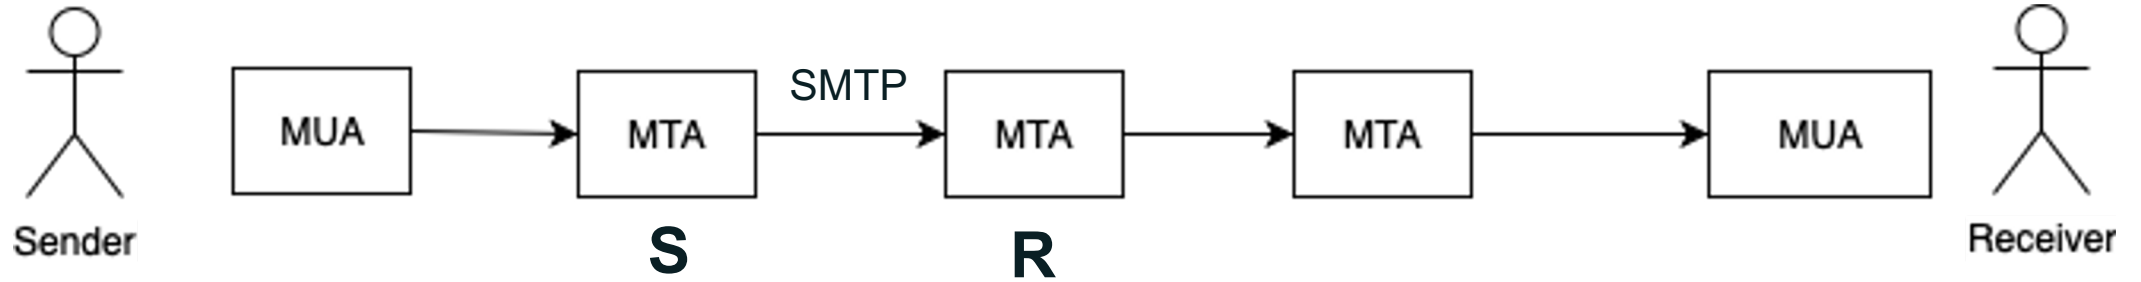 SMTP
MUA
MTA
MTA
MTA
MUA
Sender
S
R
Receiver